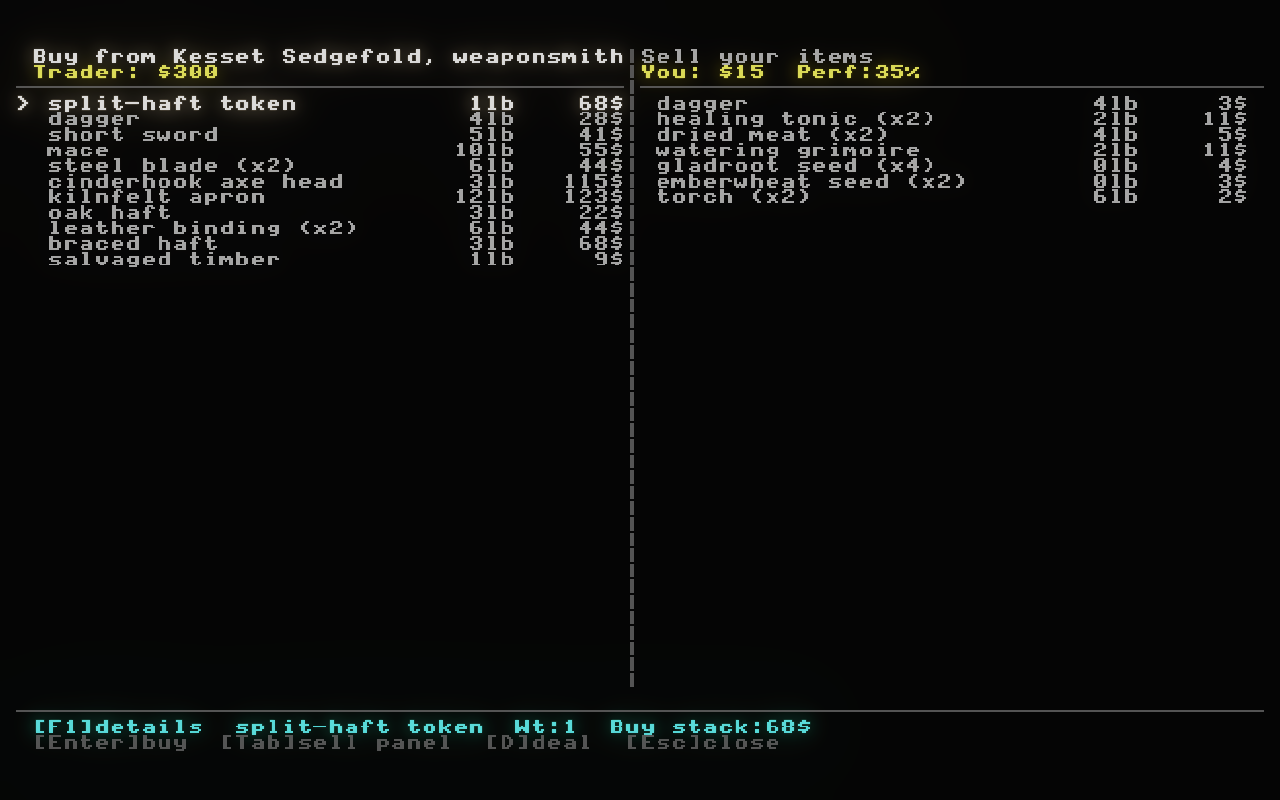 Buy from Kesset Sedgefold, weaponsmith
Trader: $300
> split-haft token 1lb 68$
dagger 4lb 28$
short sword 5lb 41$
mace 10lb 55$
steel blade (x2) 6lb 44$
cinderhook axe head 3lb 115$
kilnfelt apron 12lb 123$
oak haft 3lb 22$
leather binding (x2) 6lb 44$
braced haft 3lb 68$
salvaged timber 1lb 9$
Sell your items
You: $15 Perf:35%
dagger 4lb 3$
healing tonic (x2) 2lb 11$
dried meat (x2) 4lb 5$
watering grimoire 2lb 11$
gladroot seed (x4) 0lb 4$
emberwheat seed (x2) 0lb 3$
torch (x2) 6lb 2$
[F1]details split-haft token Wt:1 Buy stack:68$
[Enter]buy [Tab]sell panel [D]deal [Esc]close